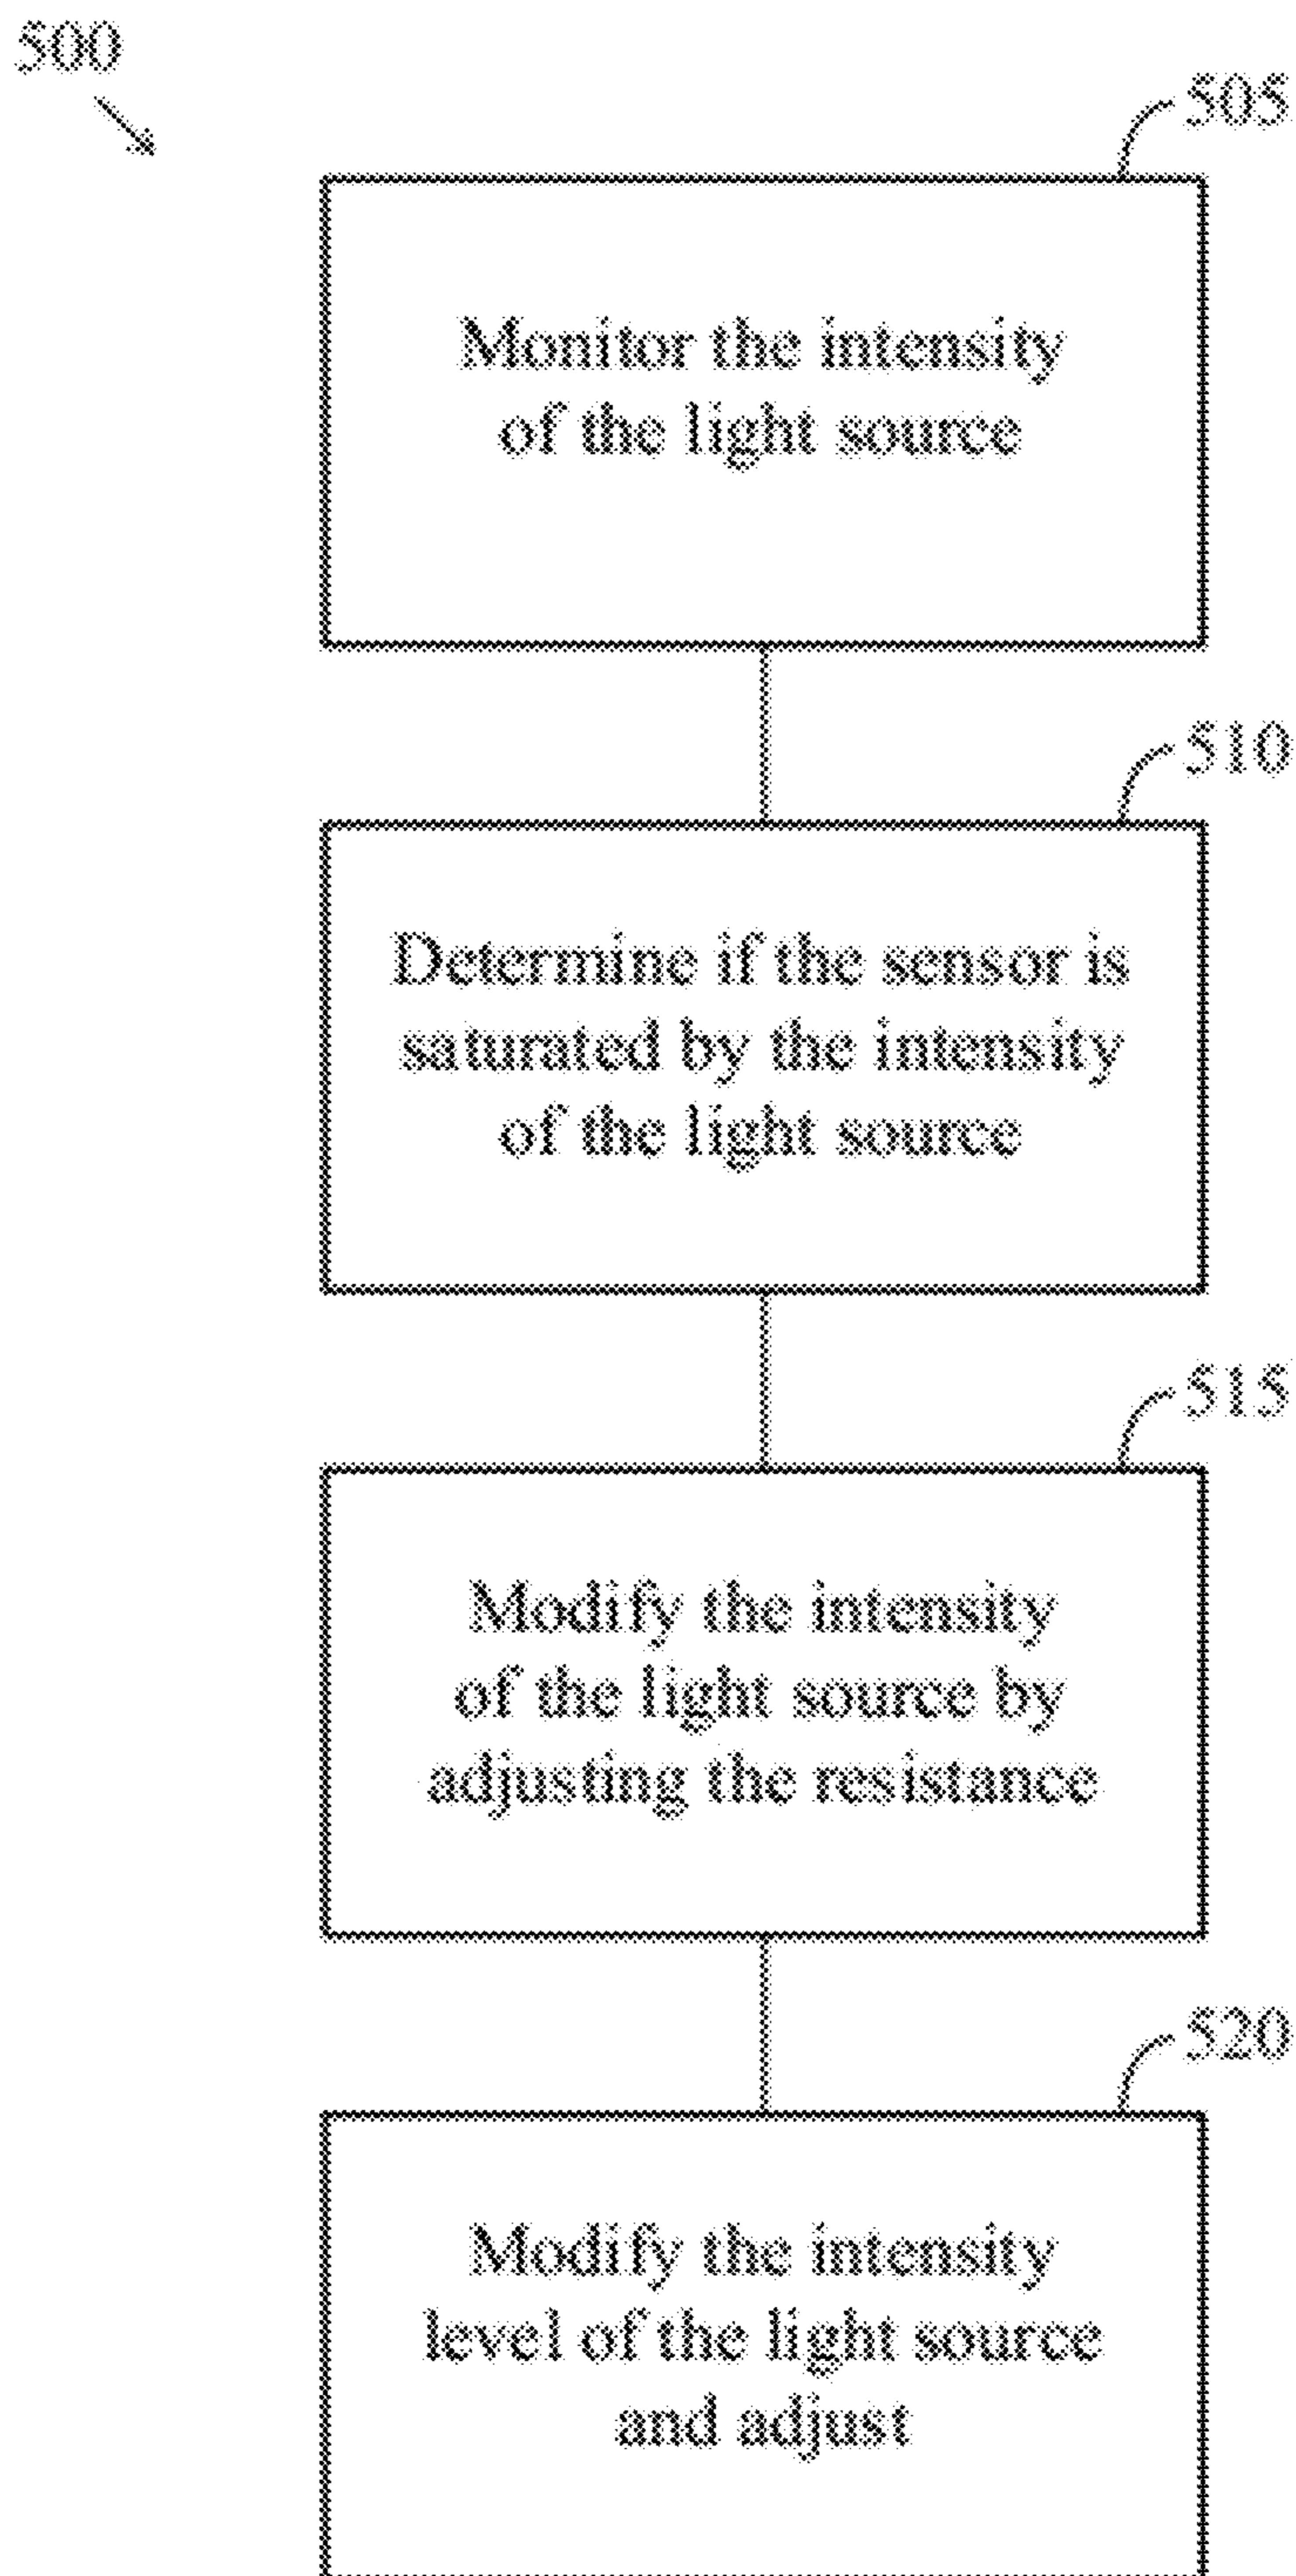 500
505
Monitor the intensity
of the light source
510
Determine if the sensor is
saturated by the intensity
of the light source
515
Modify the intensity
of the light source by
adjusting the resistance
520
Modify the intensity
level of the light source
and adjust